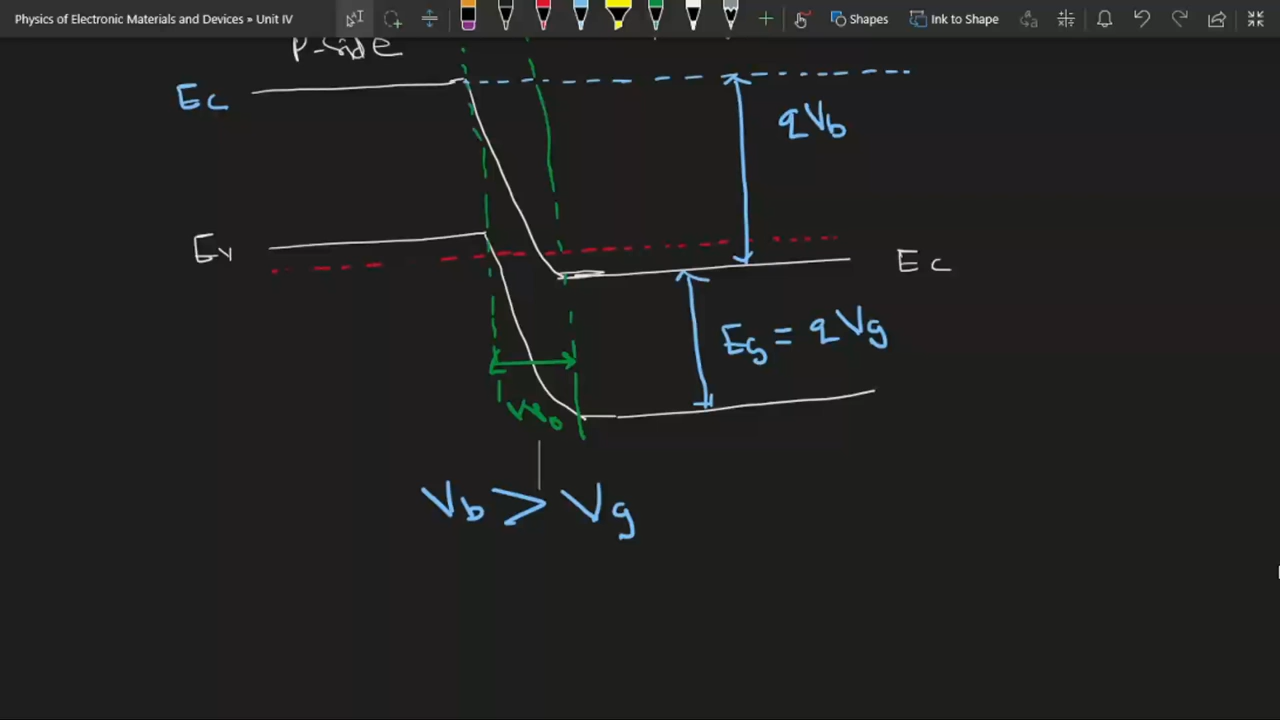 Physics of Electronic Materials and Devices » Unit IV
Shapes
Ink to Shape
P-side
Ec
qVb
Ev
Ec
Eg = qVg
Vb > Vg